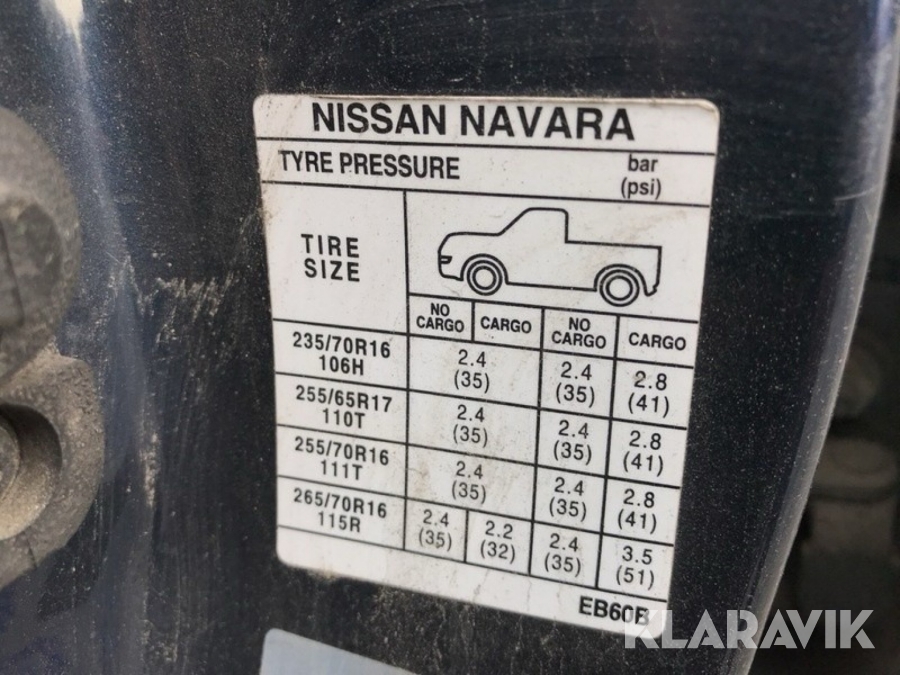 NISSAN NAVARA
TYRE PRESSURE bar
(psi)
TIRE
SIZE
NO CARGO CARGO NO CARGO CARGO
235/70R16 2.4 2.4 2.8
106H (35) (35) (41)
255/65R17 2.4 2.4 2.8
110T (35) (35) (41)
255/70R16 2.4 2.4 2.8
111T (35) (35) (41)
265/70R16 2.4 2.2 2.4 3.5
115R (35) (32) (35) (51)
EB60B
KLARAVIK